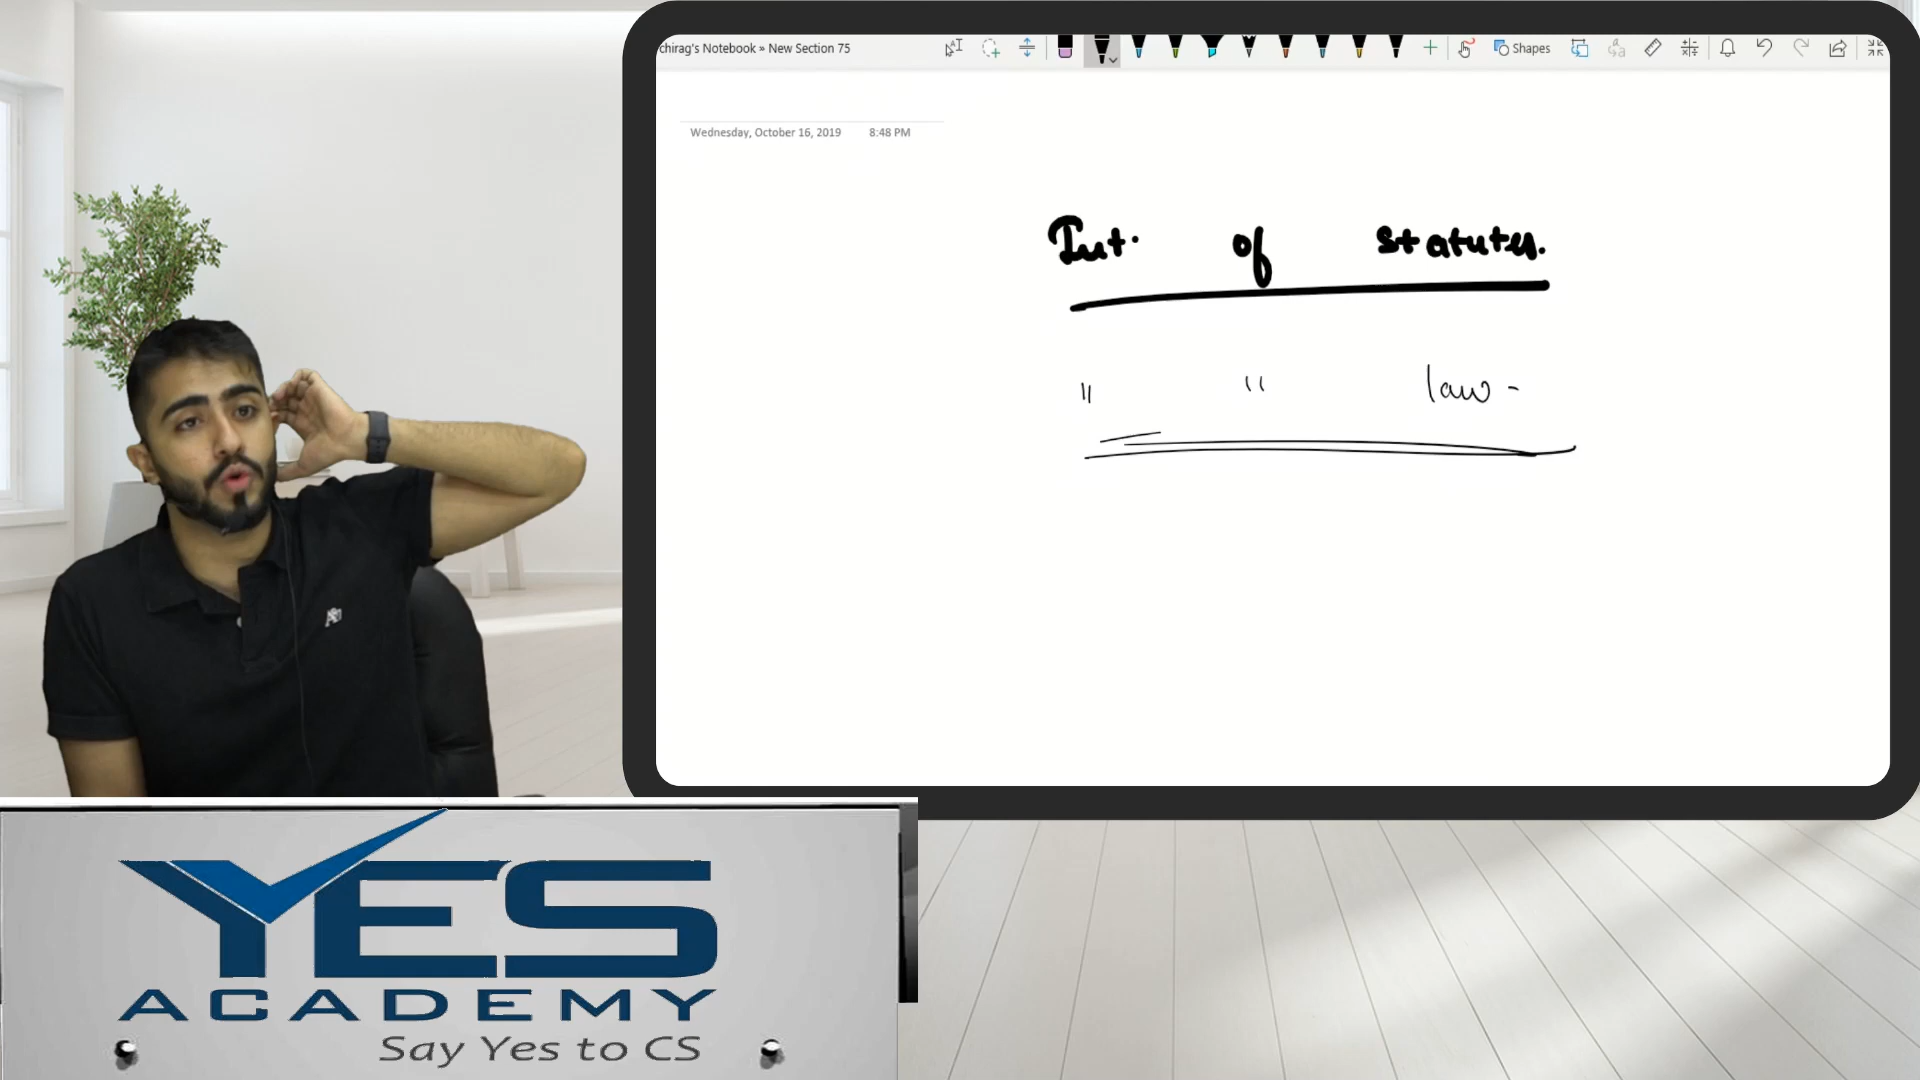 chirag's Notebook » New Section 75
Shapes
Wednesday, October 16, 2019 8:48 PM
Int. of statutes.
" " law -
YES
ACADEMY
Say Yes to CS